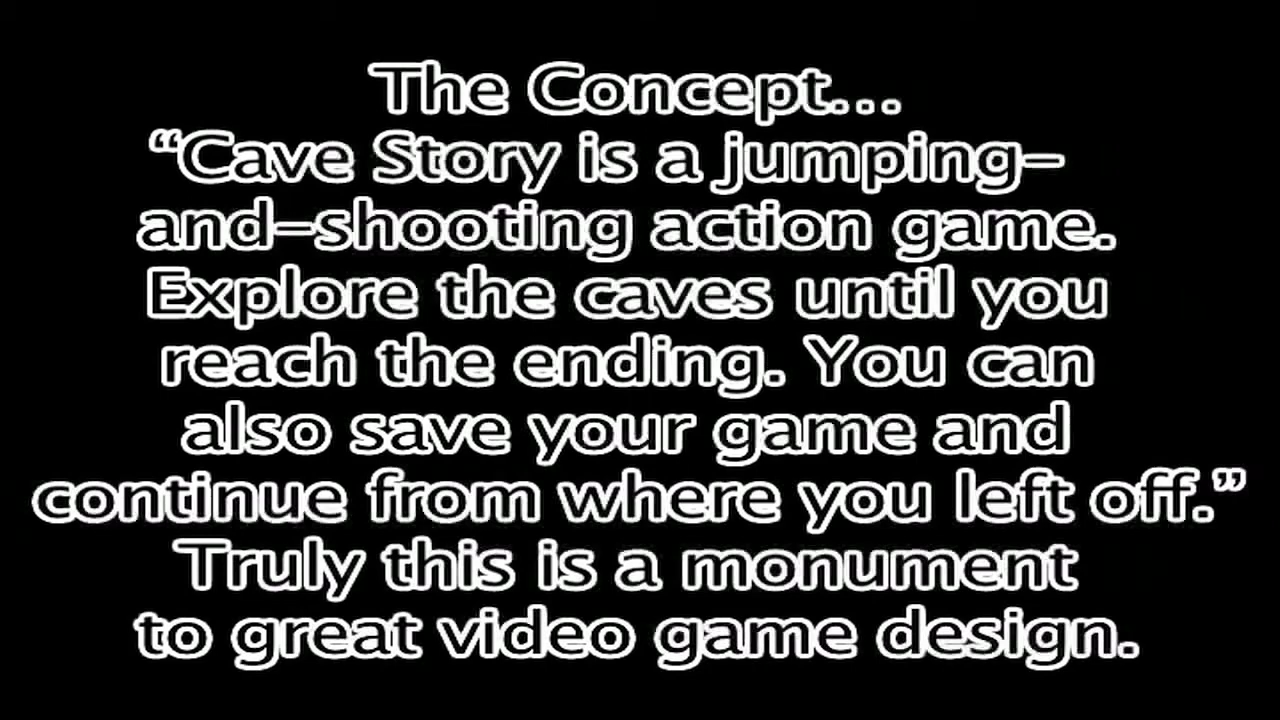 The Concept...
“Cave Story is a jumping–
and–shooting action game.
Explore the caves until you
reach the ending. You can
also save your game and
continue from where you left off.”
Truly this is a monument
to great video game design.